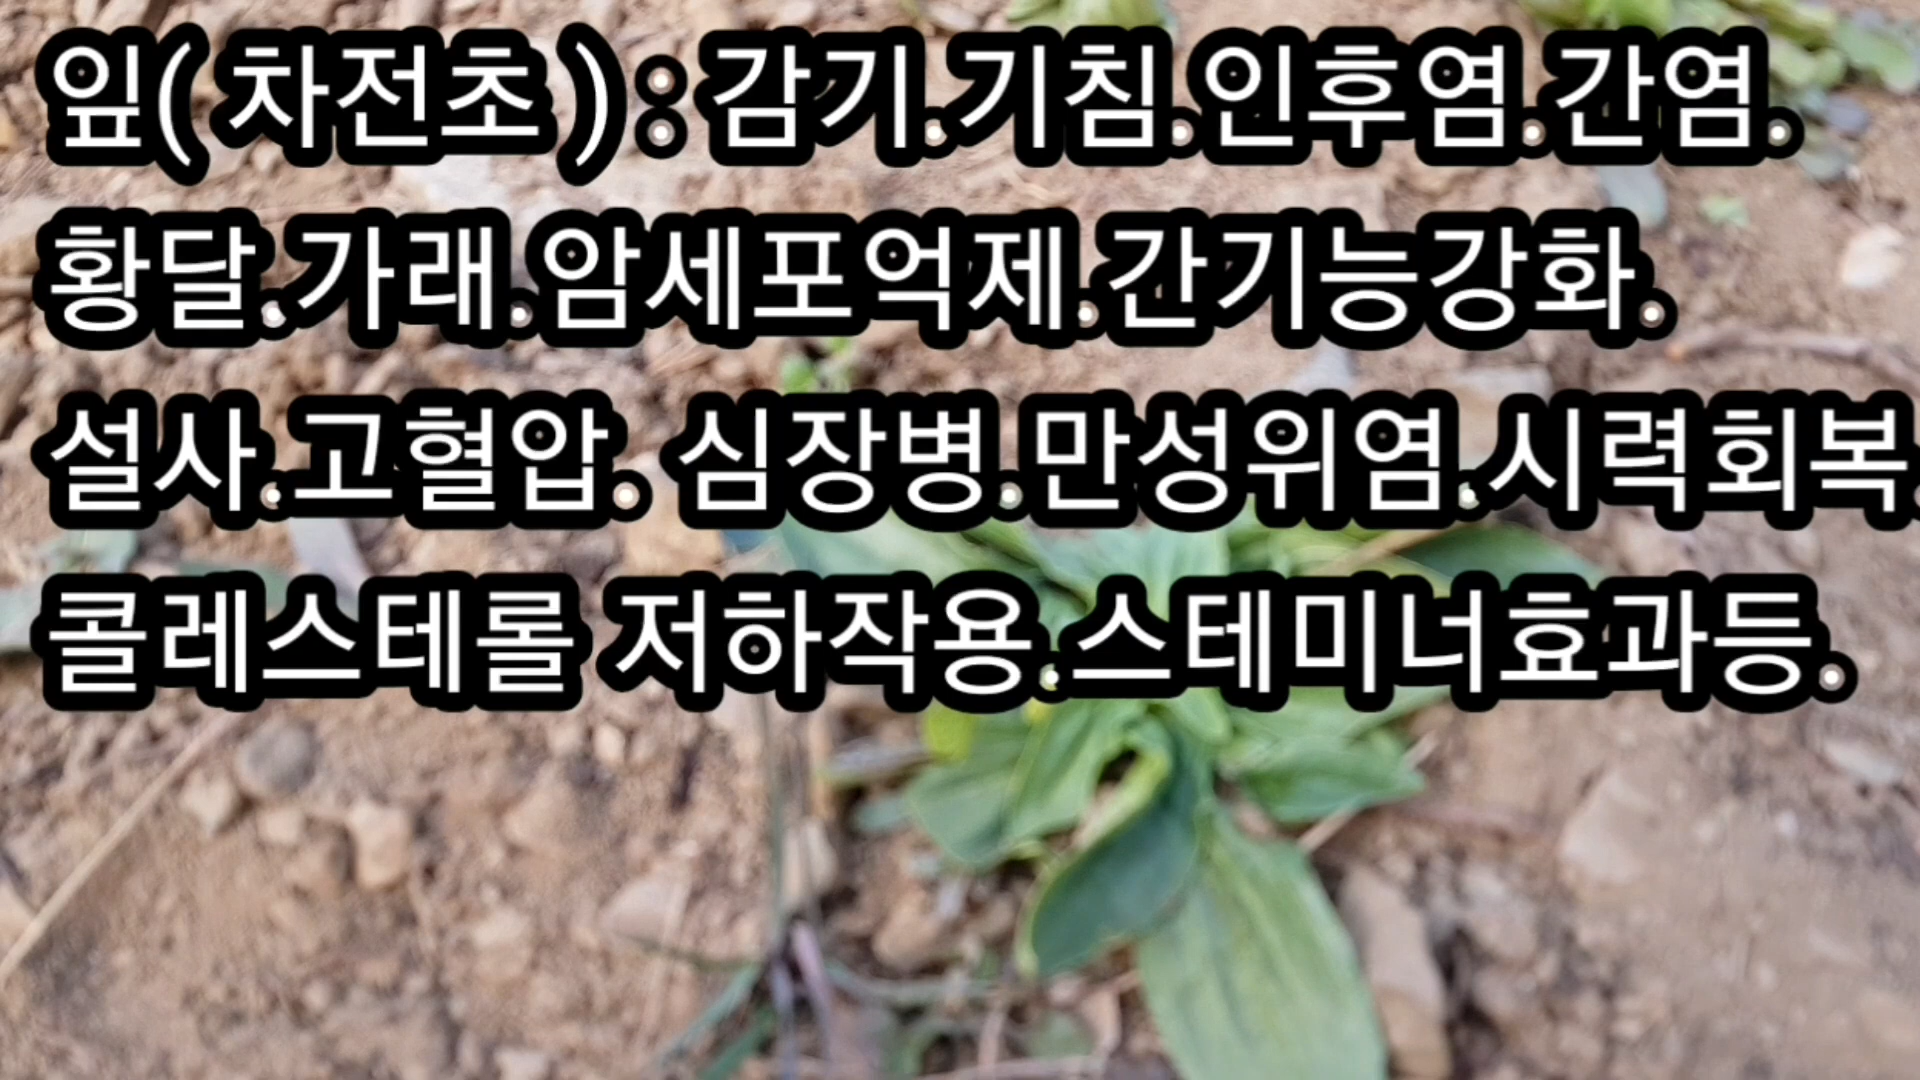 잎( 차전초 ) : 감기.기침.인후염.간염.
황달.가래.암세포억제.간기능강화.
설사.고혈압. 심장병.만성위염.시력회복.
콜레스테롤 저하작용.스테미너효과등.